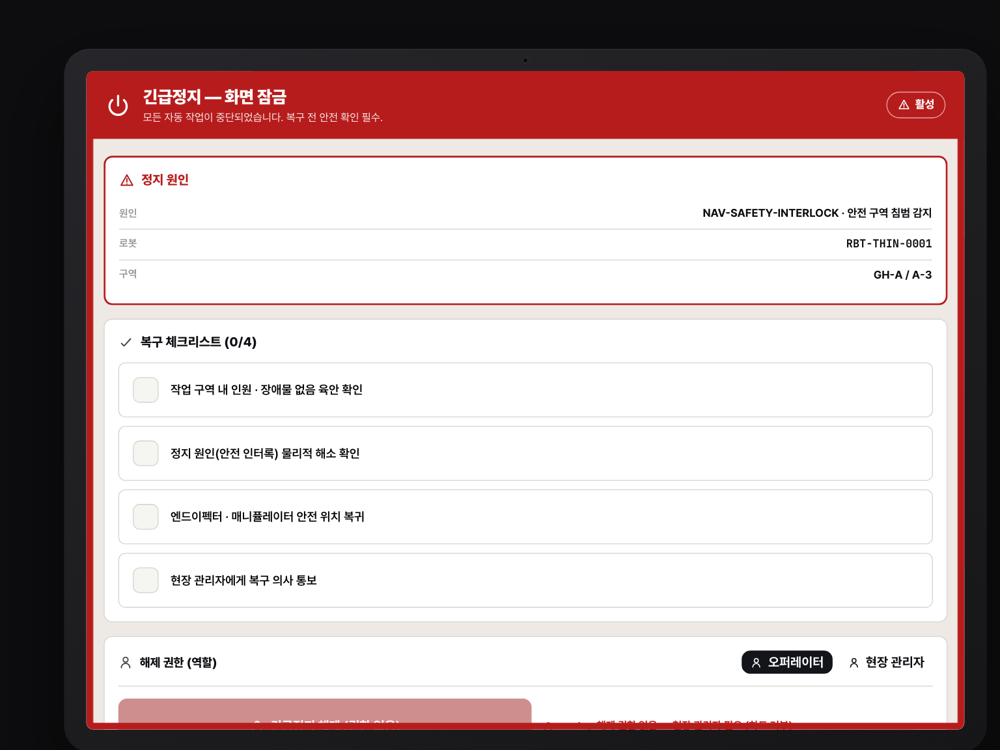 긴급정지 — 화면 잠금
모든 자동 작업이 중단되었습니다. 복구 전 안전 확인 필수.
활성
정지 원인
원인
NAV-SAFETY-INTERLOCK · 안전 구역 침범 감지
로봇
RBT-THIN-0001
구역
GH-A / A-3
복구 체크리스트 (0/4)
작업 구역 내 인원 · 장애물 없음 육안 확인
정지 원인(안전 인터록) 물리적 해소 확인
엔드이펙터 · 매니퓰레이터 안전 위치 복귀
현장 관리자에게 복구 의사 통보
해제 권한 (역할)
오퍼레이터
현장 관리자